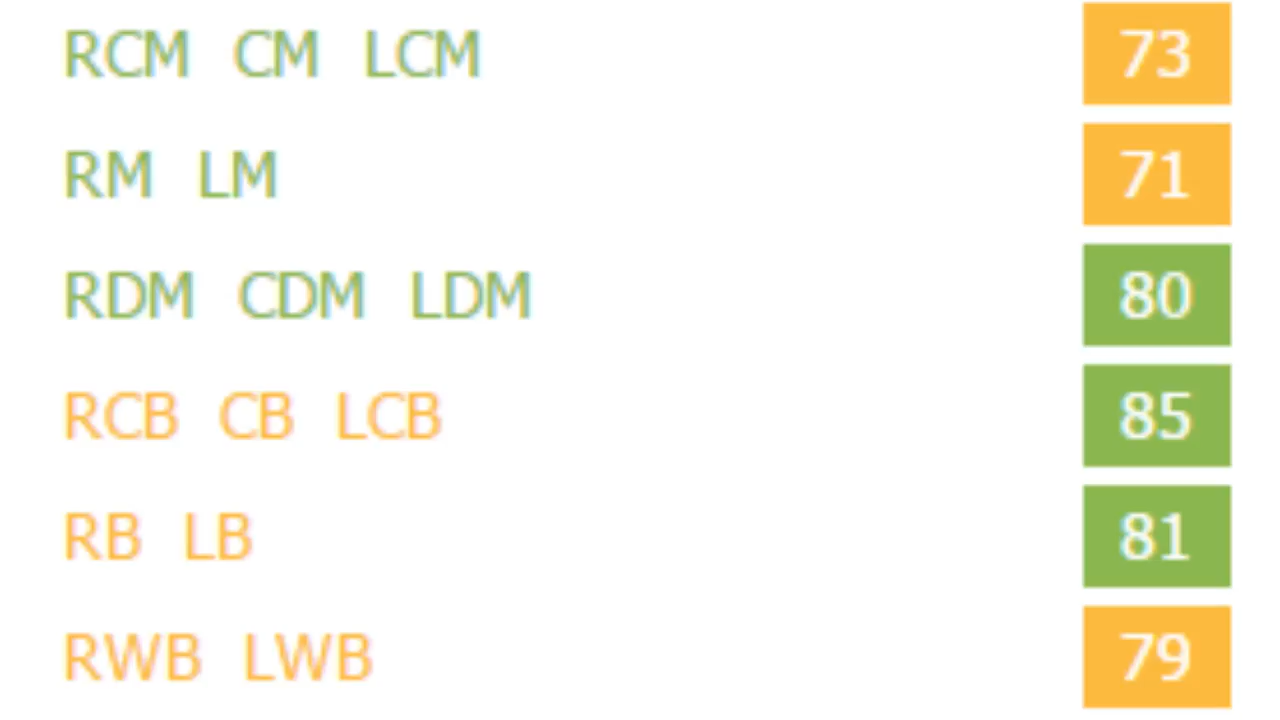 RCM CM LCM 73
RM LM 71
RDM CDM LDM 80
RCB CB LCB 85
RB LB 81
RWB LWB 79